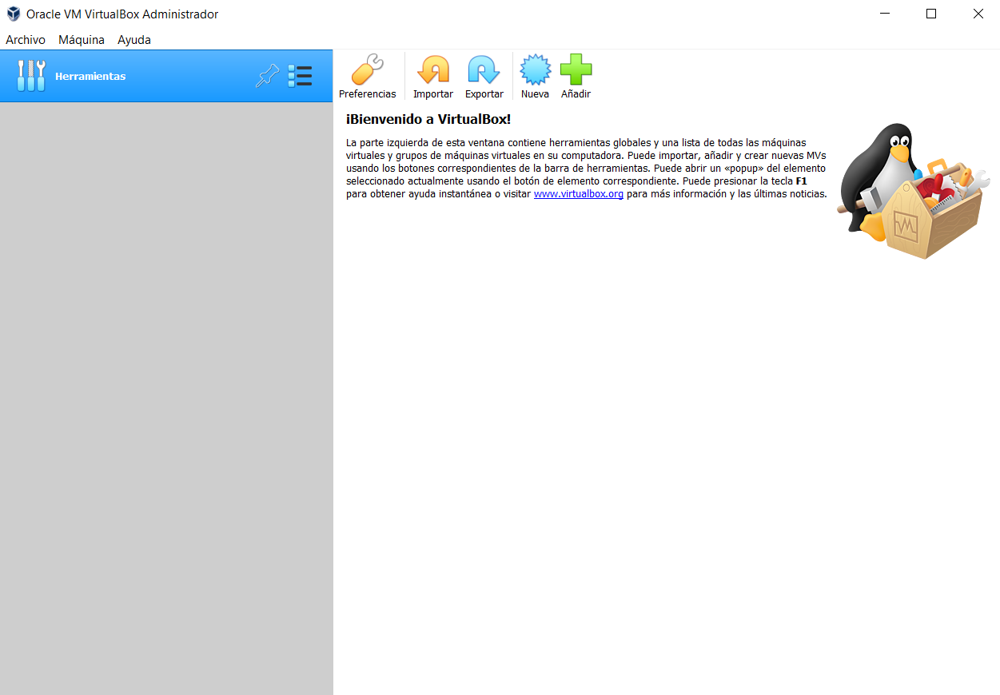 Oracle VM VirtualBox Administrador
Archivo Máquina Ayuda
Herramientas
Preferencias Importar Exportar Nueva Añadir
¡Bienvenido a VirtualBox!
La parte izquierda de esta ventana contiene herramientas globales y una lista de todas las máquinas
virtuales y grupos de máquinas virtuales en su computadora. Puede importar, añadir y crear nuevas MVs
usando los botones correspondientes de la barra de herramientas. Puede abrir un «popup» del elemento
seleccionado actualmente usando el botón de elemento correspondiente. Puede presionar la tecla F1
para obtener ayuda instantánea o visitar www.virtualbox.org para más información y las últimas noticias.